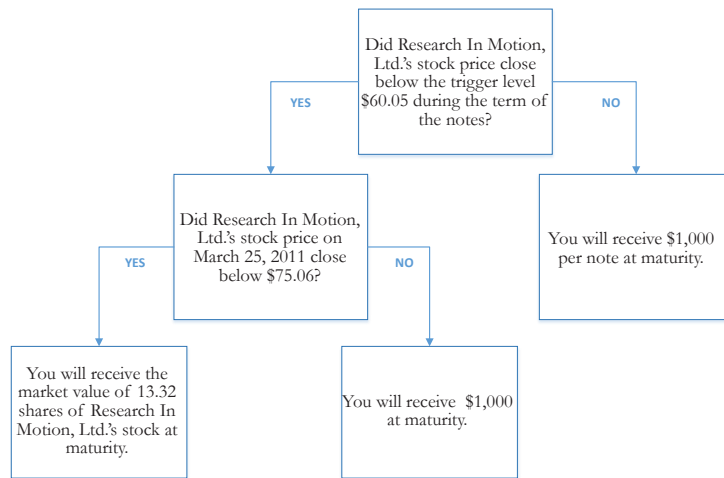 Did Research In Motion,
Ltd.'s stock price close
below the trigger level
$60.05 during the term of
the notes?
YES
NO
Did Research In Motion,
Ltd.'s stock price on
March 25, 2011 close
below $75.06?
You will receive $1,000
per note at maturity.
YES
NO
You will receive the
market value of 13.32
shares of Research In
Motion, Ltd.'s stock at
maturity.
You will receive $1,000
at maturity.